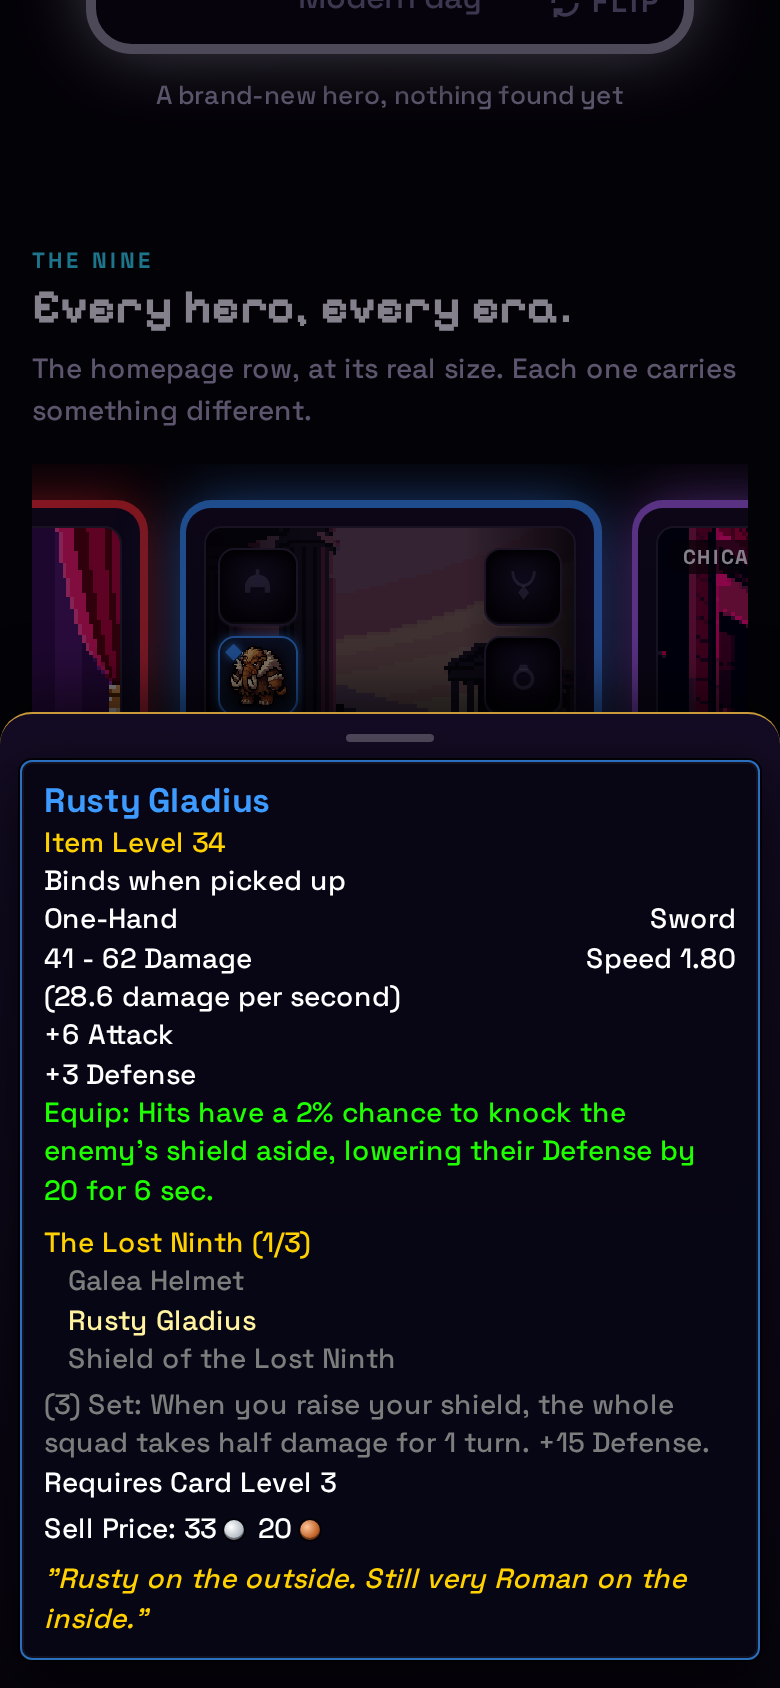 Modern day
FLIP
A brand-new hero, nothing found yet
THE NINE
Every hero, every era.
The homepage row, at its real size. Each one carries
something different.
CHICA
Rusty Gladius
Item Level 34
Binds when picked up
One-Hand Sword
41 - 62 Damage Speed 1.80
(28.6 damage per second)
+6 Attack
+3 Defense
Equip: Hits have a 2% chance to knock the
enemy's shield aside, lowering their Defense by
20 for 6 sec.
The Lost Ninth (1/3)
Galea Helmet
Rusty Gladius
Shield of the Lost Ninth
(3) Set: When you raise your shield, the whole
squad takes half damage for 1 turn. +15 Defense.
Requires Card Level 3
Sell Price: 33 20
"Rusty on the outside. Still very Roman on the
inside."